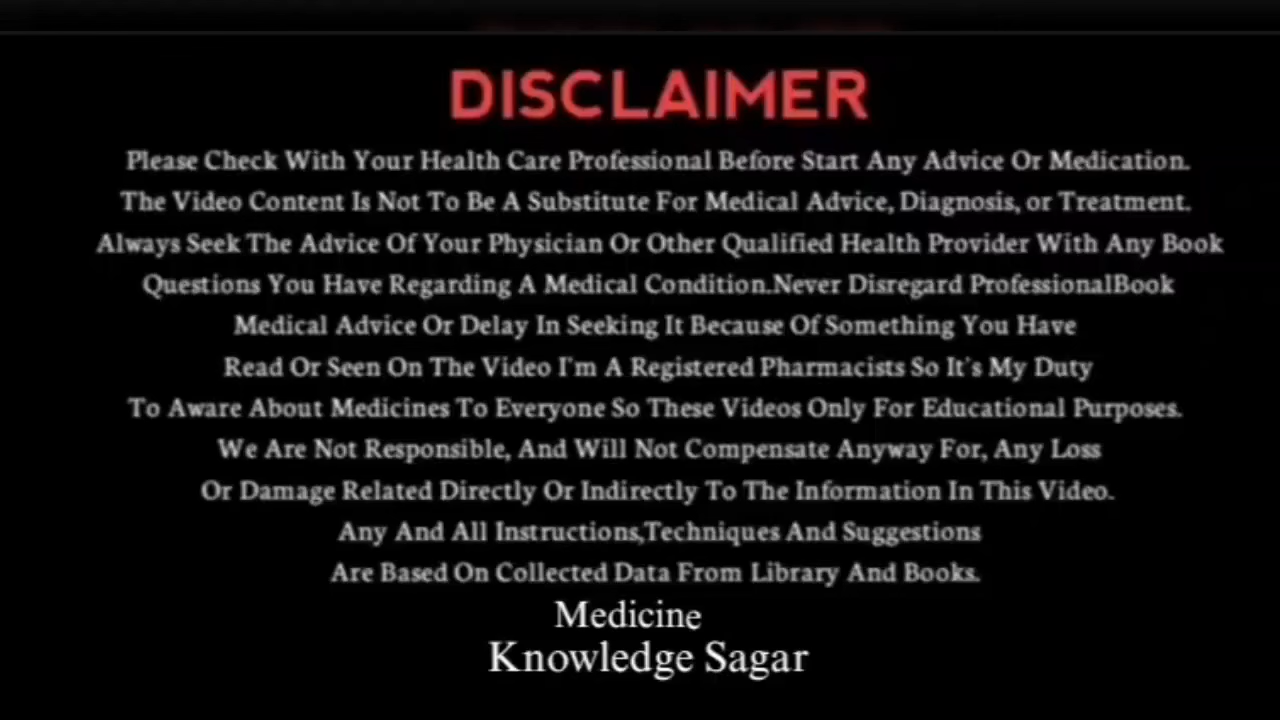 DISCLAIMER
Please Check With Your Health Care Professional Before Start Any Advice Or Medication.
The Video Content Is Not To Be A Substitute For Medical Advice, Diagnosis, or Treatment.
Always Seek The Advice Of Your Physician Or Other Qualified Health Provider With Any Book
Questions You Have Regarding A Medical Condition.Never Disregard ProfessionalBook
Medical Advice Or Delay In Seeking It Because Of Something You Have
Read Or Seen On The Video I'm A Registered Pharmacists So It's My Duty
To Aware About Medicines To Everyone So These Videos Only For Educational Purposes.
We Are Not Responsible, And Will Not Compensate Anyway For, Any Loss
Or Damage Related Directly Or Indirectly To The Information In This Video.
Any And All Instructions,Techniques And Suggestions
Are Based On Collected Data From Library And Books.
Medicine
Knowledge Sagar